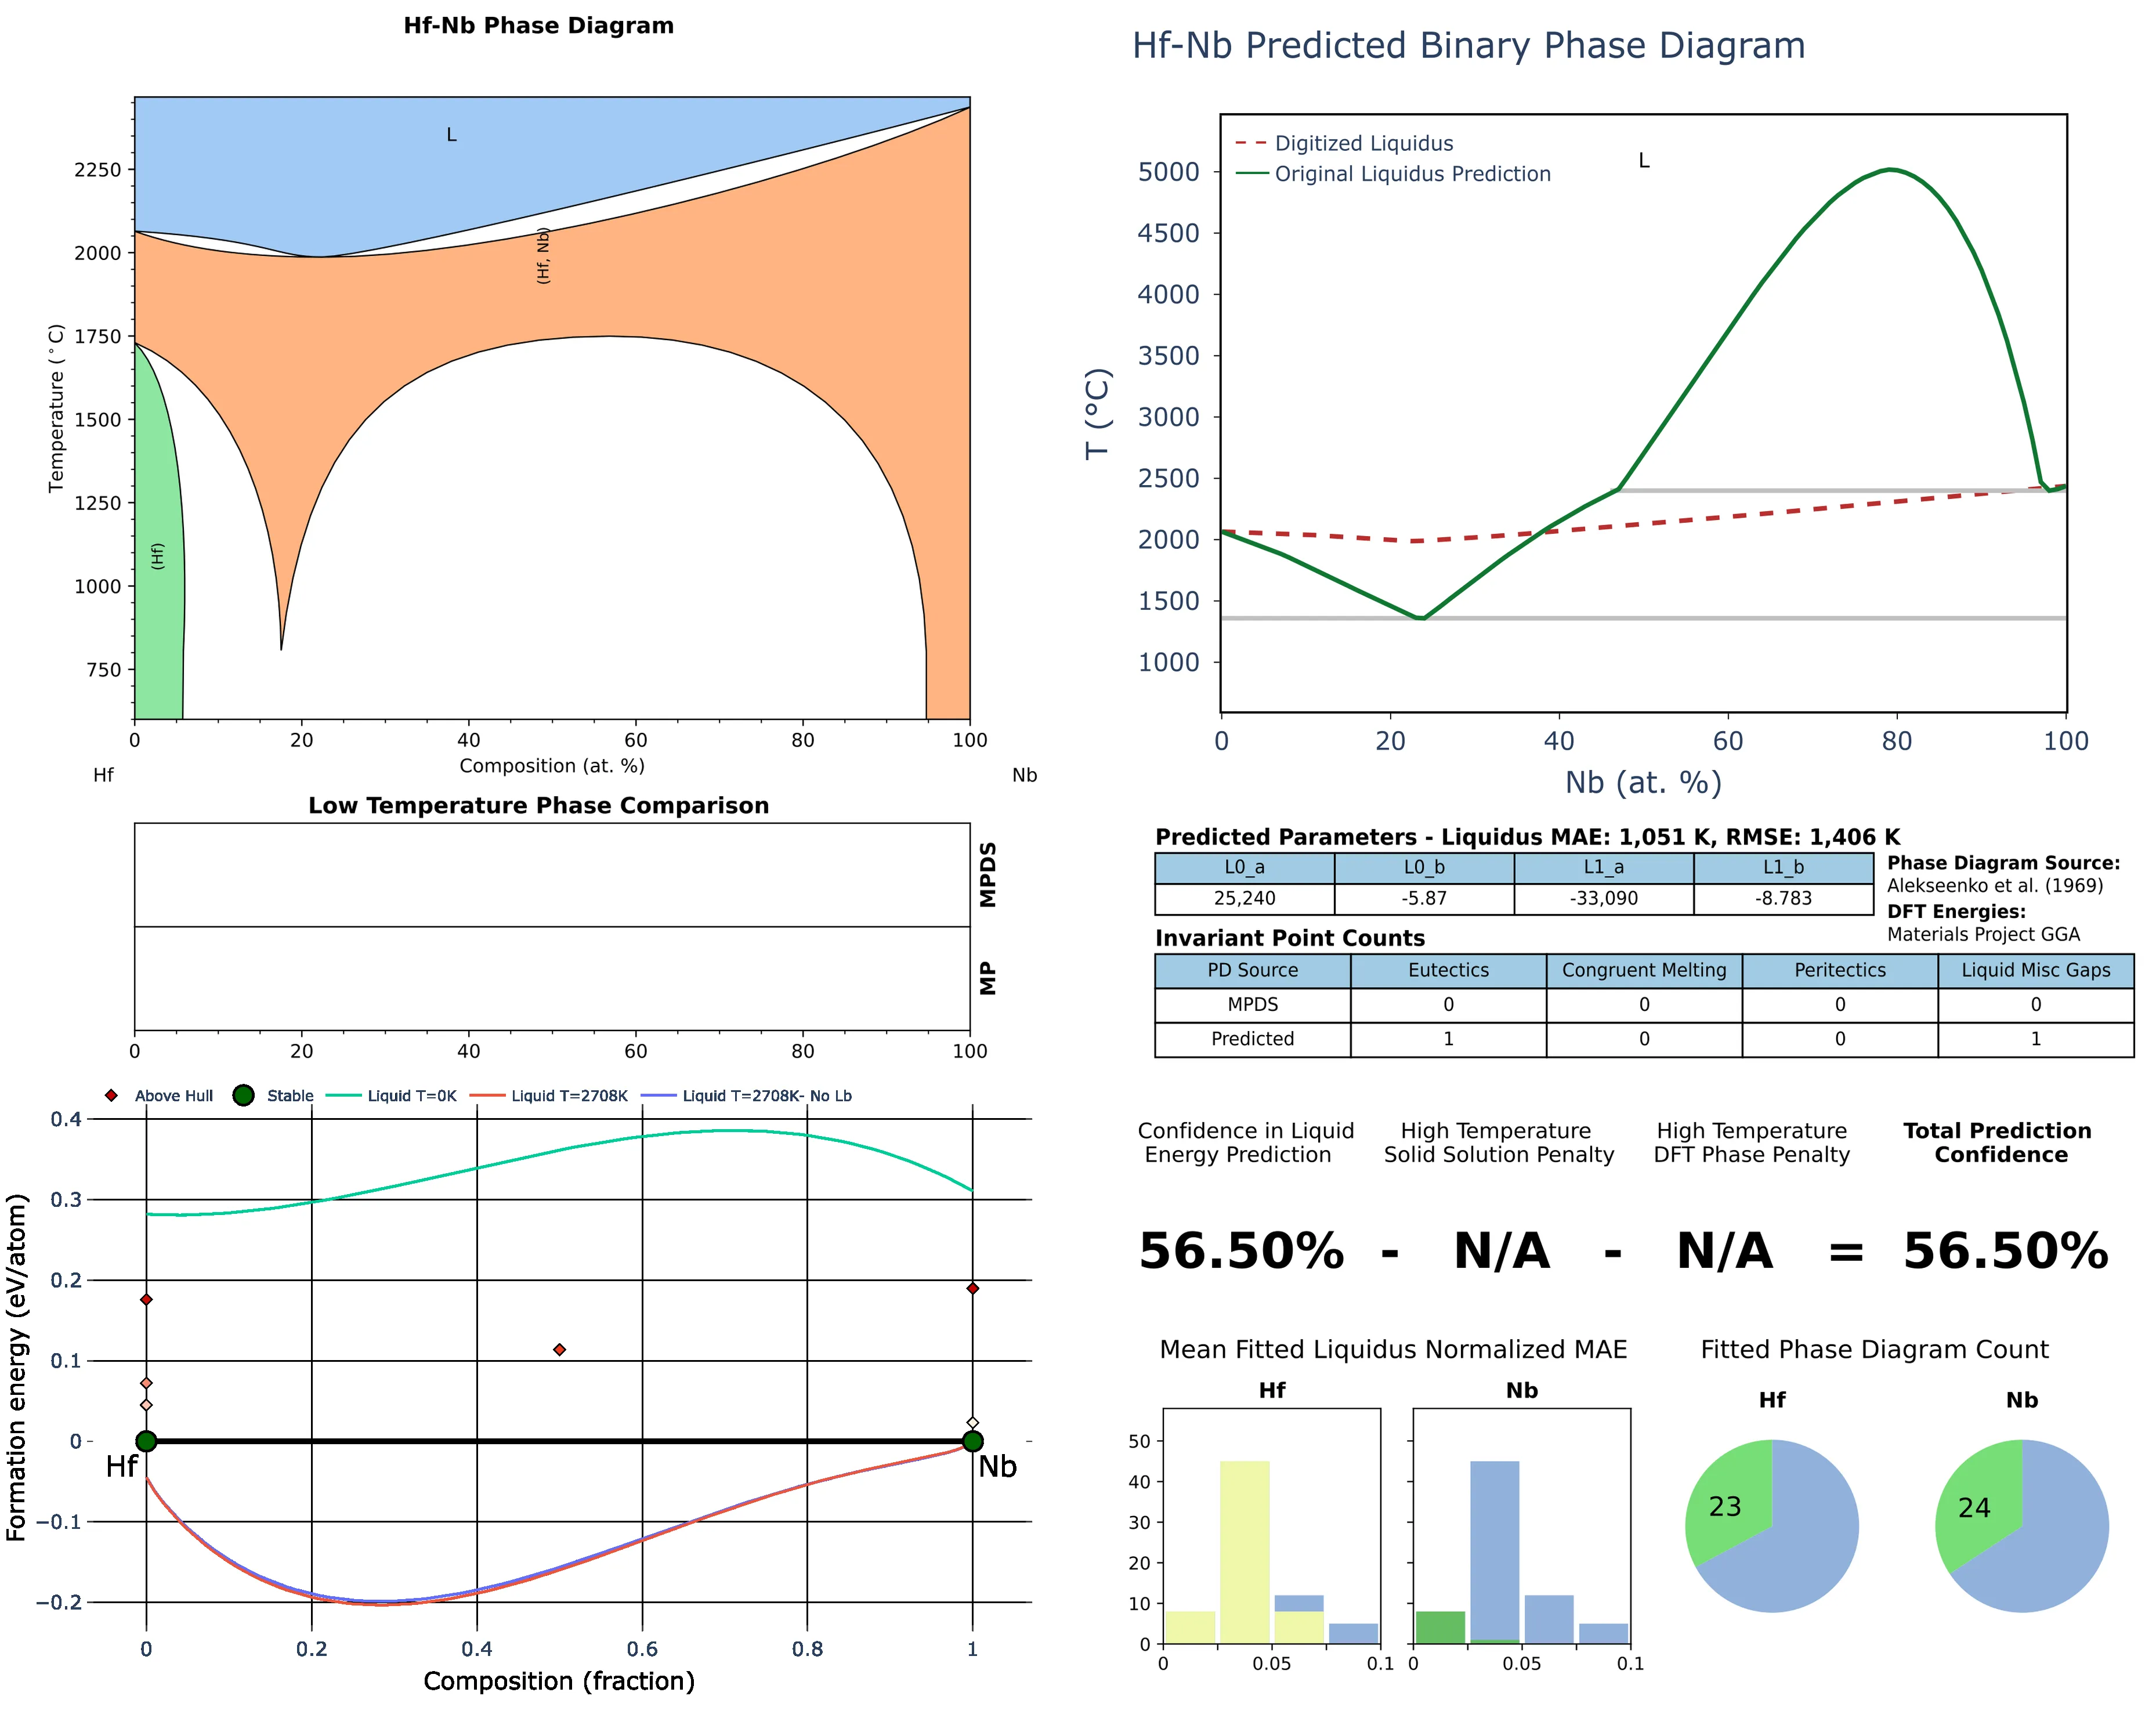 Hf-Nb Phase Diagram
L
(Hf, Nb)
(Hf)
Temperature (°C)
2250
2000
1750
1500
1250
1000
750
0 20 40 60 80 100
Composition (at. %)
Hf Nb
Hf-Nb Predicted Binary Phase Diagram
Digitized Liquidus
Original Liquidus Prediction
L
T (°C)
5000
4500
4000
3500
3000
2500
2000
1500
1000
0 20 40 60 80 100
Nb (at. %)
Low Temperature Phase Comparison
MPDS
MP
0 20 40 60 80 100
Predicted Parameters - Liquidus MAE: 1,051 K, RMSE: 1,406 K
L0_a L0_b L1_a L1_b
25,240 -5.87 -33,090 -8.783
Phase Diagram Source:
Alekseenko et al. (1969)
DFT Energies:
Materials Project GGA
Invariant Point Counts
PD Source Eutectics Congruent Melting Peritectics Liquid Misc Gaps
MPDS 0 0 0 0
Predicted 1 0 0 1
Above Hull Stable Liquid T=0K Liquid T=2708K Liquid T=2708K- No Lb
Formation energy (eV/atom)
0.4
0.3
0.2
0.1
0
−0.1
−0.2
Hf Nb
0 0.2 0.4 0.6 0.8 1
Composition (fraction)
Confidence in Liquid
Energy Prediction
High Temperature
Solid Solution Penalty
High Temperature
DFT Phase Penalty
Total Prediction
Confidence
56.50% - N/A - N/A = 56.50%
Mean Fitted Liquidus Normalized MAE
Hf Nb
50
40
30
20
10
0
0 0.05 0.1 0 0.05 0.1
Fitted Phase Diagram Count
Hf Nb
23 24